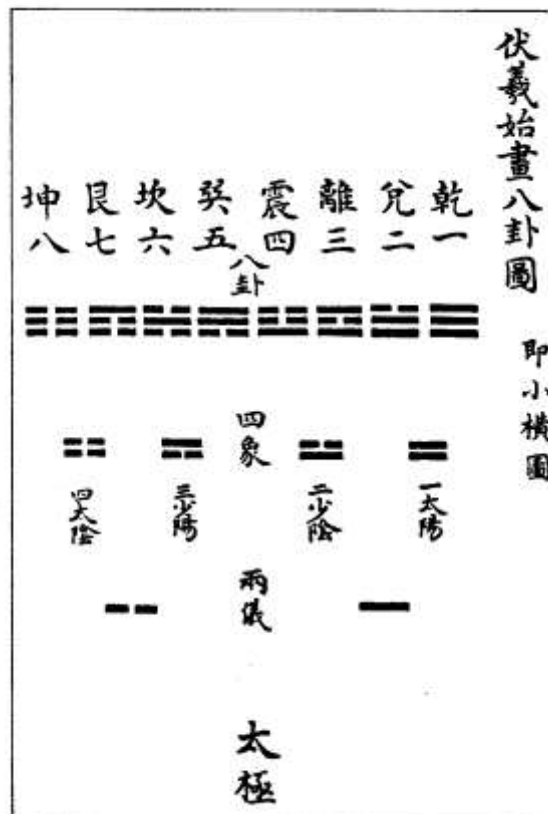 伏羲始畫八卦圖
即小橫圖
乾一
兌二
離三
震四
巽五
坎六
艮七
坤八
八卦
四象
一太陽
二少陰
三少陽
四太陰
兩儀
太極